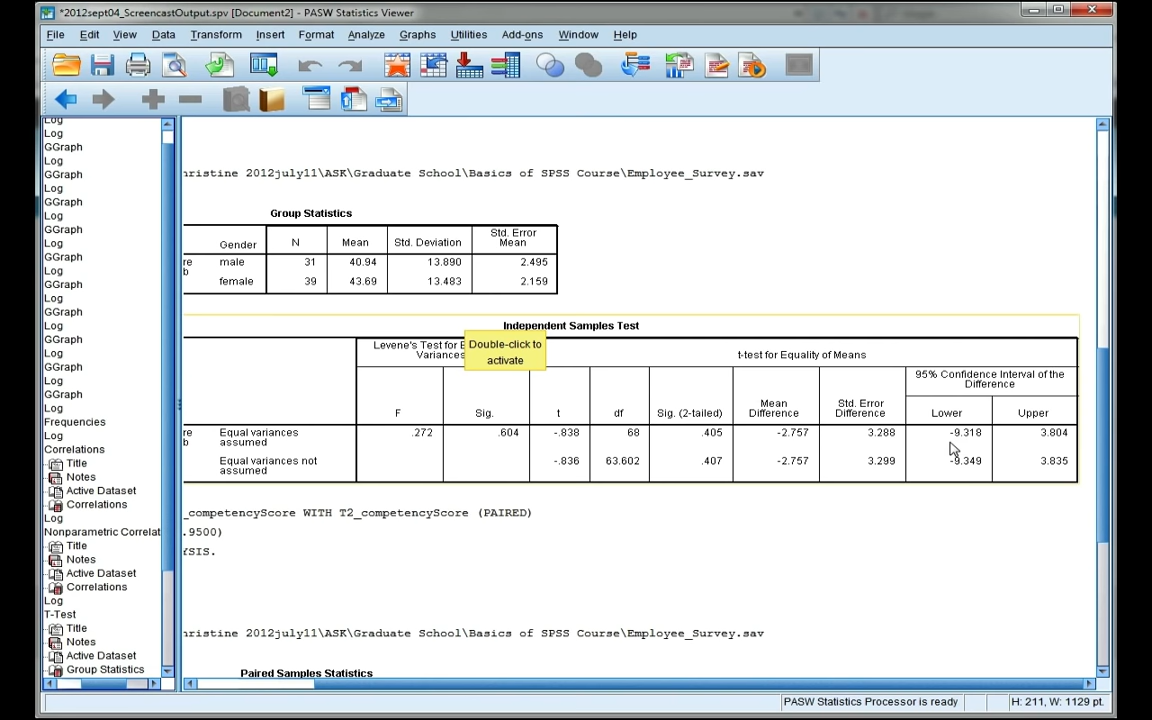 *2012sept04_ScreencastOutput.spv [Document2] - PASW Statistics Viewer
File Edit View Data Transform Insert Format Analyze Graphs Utilities Add-ons Window Help
Log
Log
GGraph
Log
GGraph
Log
GGraph
Log
GGraph
Log
GGraph
Log
GGraph
Log
GGraph
Log
GGraph
Log
GGraph
Log
GGraph
Log
Frequencies
Log
Correlations
Title
Notes
Active Dataset
Correlations
Log
Nonparametric Correlat
Title
Notes
Active Dataset
Correlations
Log
T-Test
Title
Notes
Active Dataset
Group Statistics
hristine 2012july11\ASK\Graduate School\Basics of SPSS Course\Employee_Survey.sav
Group Statistics
Gender N Mean Std. Deviation Std. Error Mean
re b male 31 40.94 13.890 2.495
female 39 43.69 13.483 2.159
Independent Samples Test
Levene's Test for E
Variances
Double-click to
activate
t-test for Equality of Means
95% Confidence Interval of the
Difference
F Sig. t df Sig. (2-tailed) Mean Difference Std. Error Difference Lower Upper
re b Equal variances assumed .272 .604 -.838 68 .405 -2.757 3.288 -9.318 3.804
Equal variances not assumed -.836 63.602 .407 -2.757 3.299 -9.349 3.835
_competencyScore WITH T2_competencyScore (PAIRED)
.9500)
YSIS.
hristine 2012july11\ASK\Graduate School\Basics of SPSS Course\Employee_Survey.sav
Paired Samples Statistics
PASW Statistics Processor is ready
H: 211, W: 1129 pt.